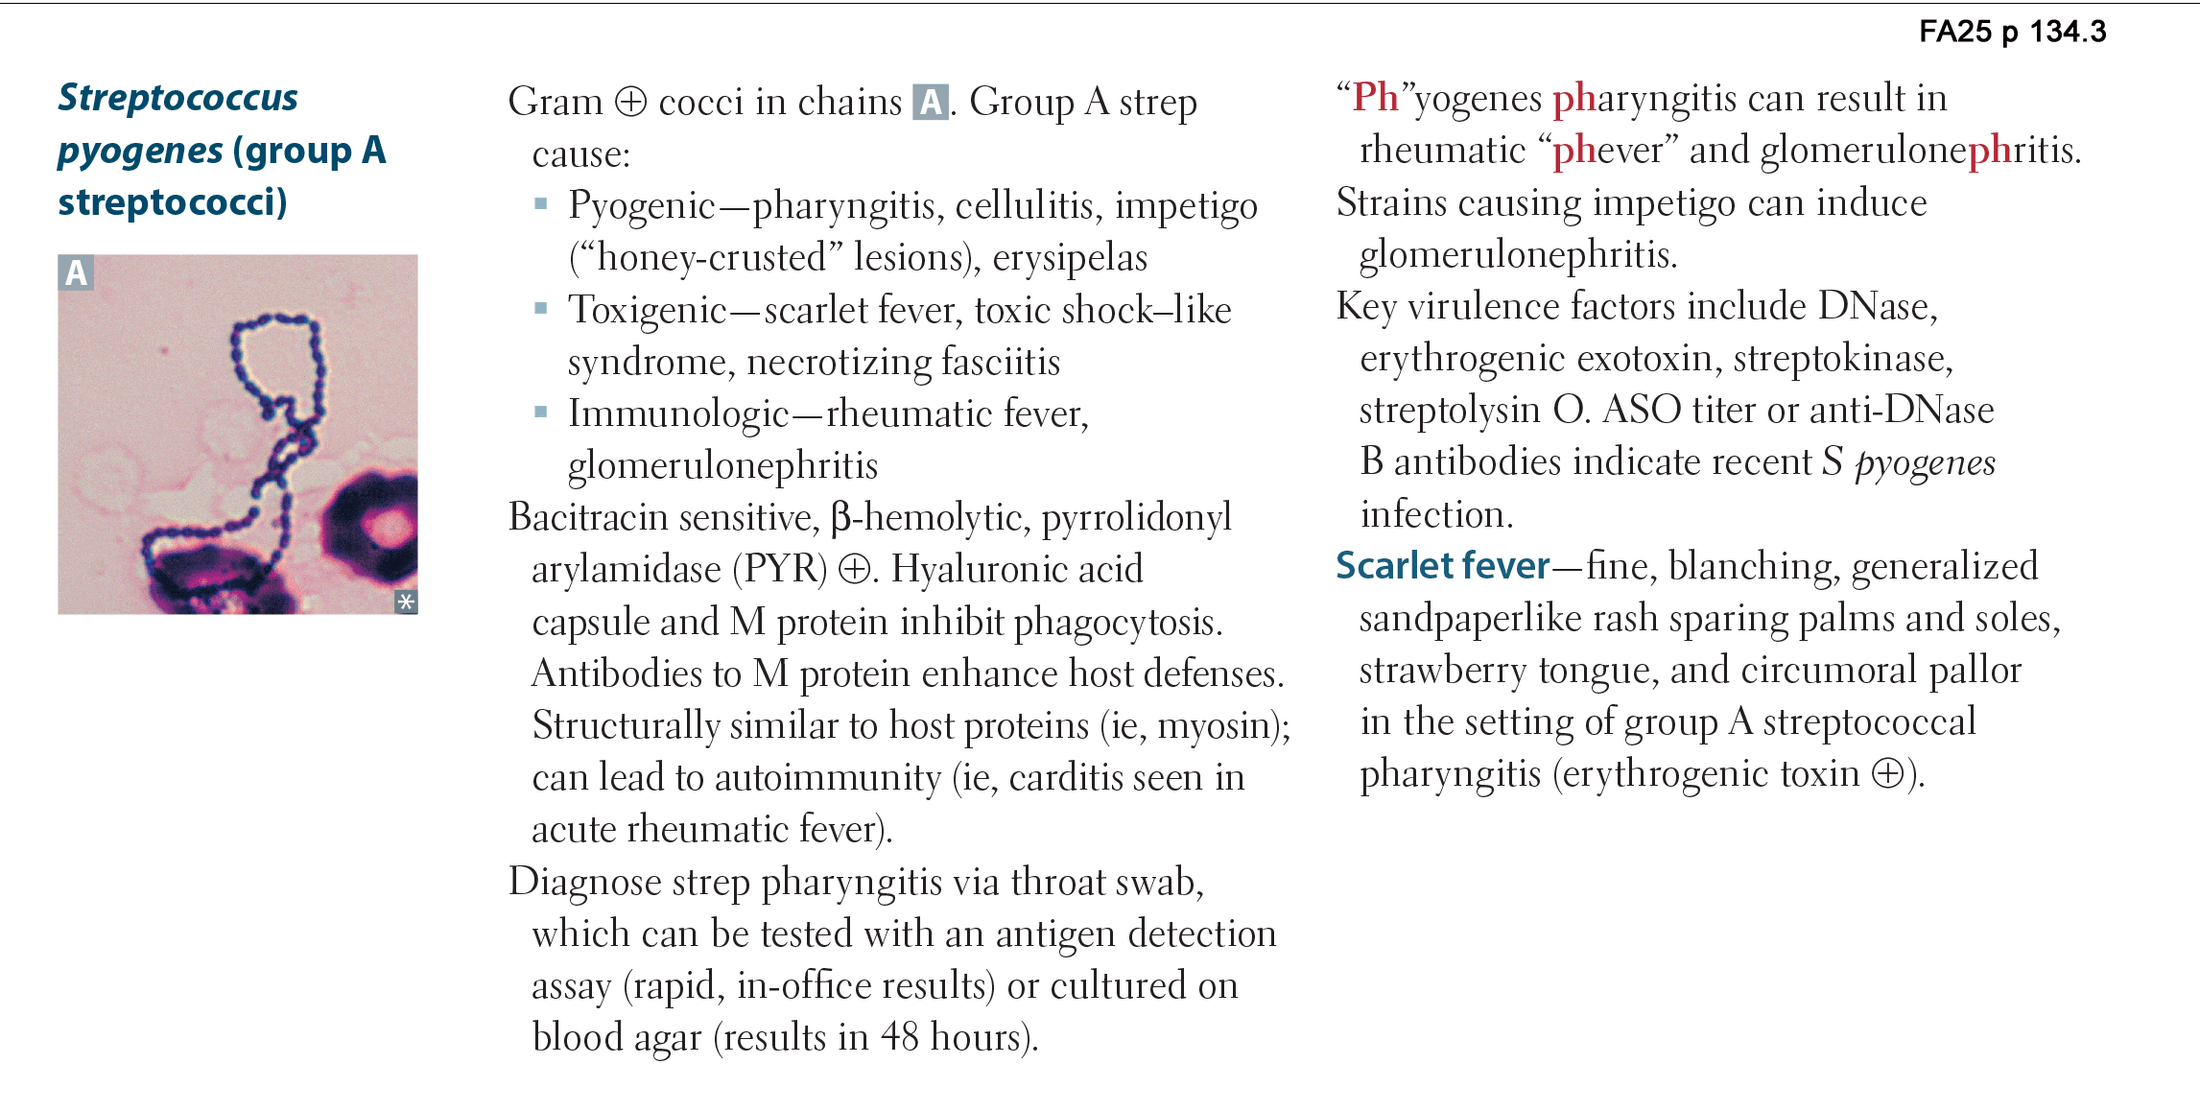 FA25 p 134.3
Streptococcus
pyogenes (group A
streptococci)
A
*
Gram ⊕ cocci in chains A. Group A strep
cause:
▪ Pyogenic—pharyngitis, cellulitis, impetigo
(“honey-crusted” lesions), erysipelas
▪ Toxigenic—scarlet fever, toxic shock–like
syndrome, necrotizing fasciitis
▪ Immunologic—rheumatic fever,
glomerulonephritis
Bacitracin sensitive, β-hemolytic, pyrrolidonyl
arylamidase (PYR) ⊕. Hyaluronic acid
capsule and M protein inhibit phagocytosis.
Antibodies to M protein enhance host defenses.
Structurally similar to host proteins (ie, myosin);
can lead to autoimmunity (ie, carditis seen in
acute rheumatic fever).
Diagnose strep pharyngitis via throat swab,
which can be tested with an antigen detection
assay (rapid, in-office results) or cultured on
blood agar (results in 48 hours).
“Ph”yogenes pharyngitis can result in
rheumatic “phever” and glomerulonephritis.
Strains causing impetigo can induce
glomerulonephritis.
Key virulence factors include DNase,
erythrogenic exotoxin, streptokinase,
streptolysin O. ASO titer or anti-DNase
B antibodies indicate recent S pyogenes
infection.
Scarlet fever—fine, blanching, generalized
sandpaperlike rash sparing palms and soles,
strawberry tongue, and circumoral pallor
in the setting of group A streptococcal
pharyngitis (erythrogenic toxin ⊕).